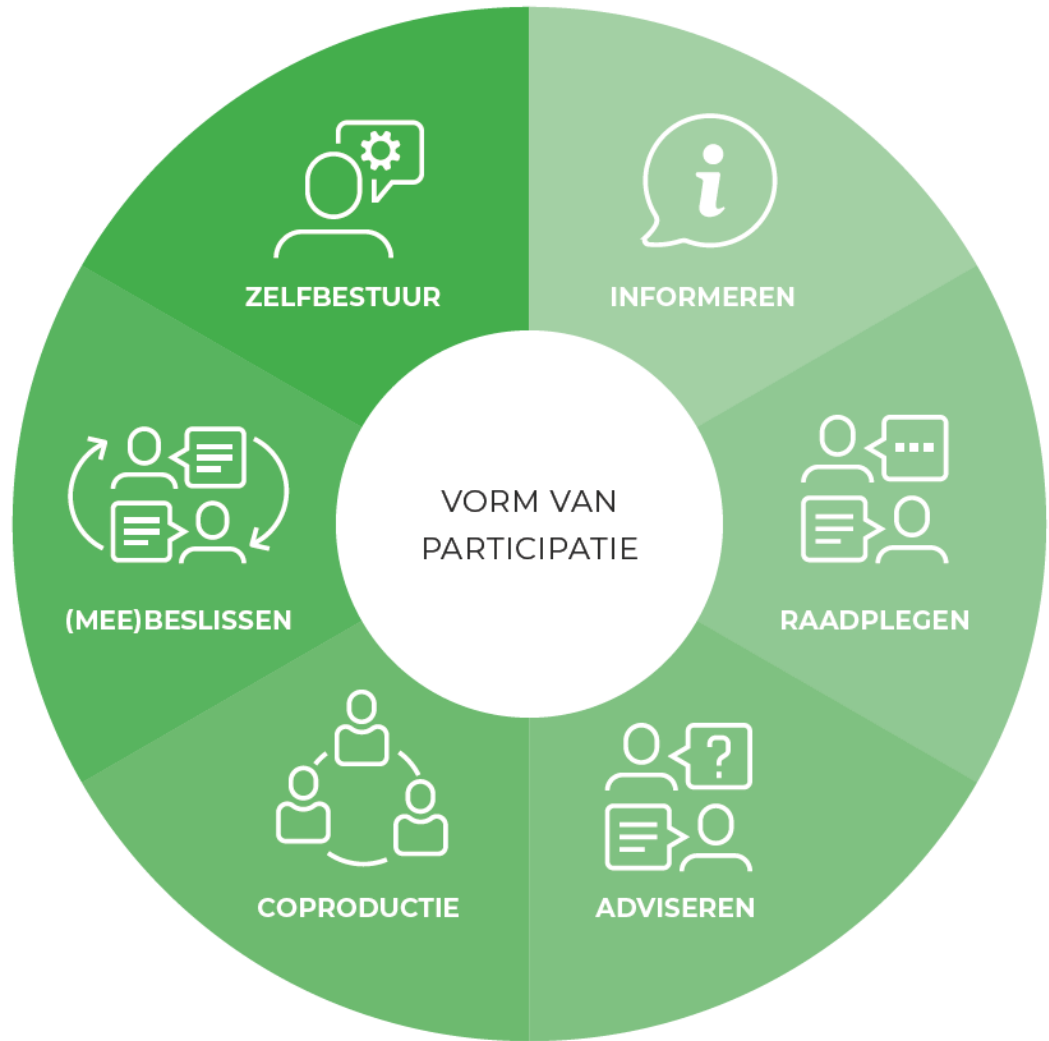 VORM VAN
PARTICIPATIE
INFORMEREN
RAADPLEGEN
ADVISEREN
COPRODUCTIE
(MEE)BESLISSEN
ZELFBESTUUR